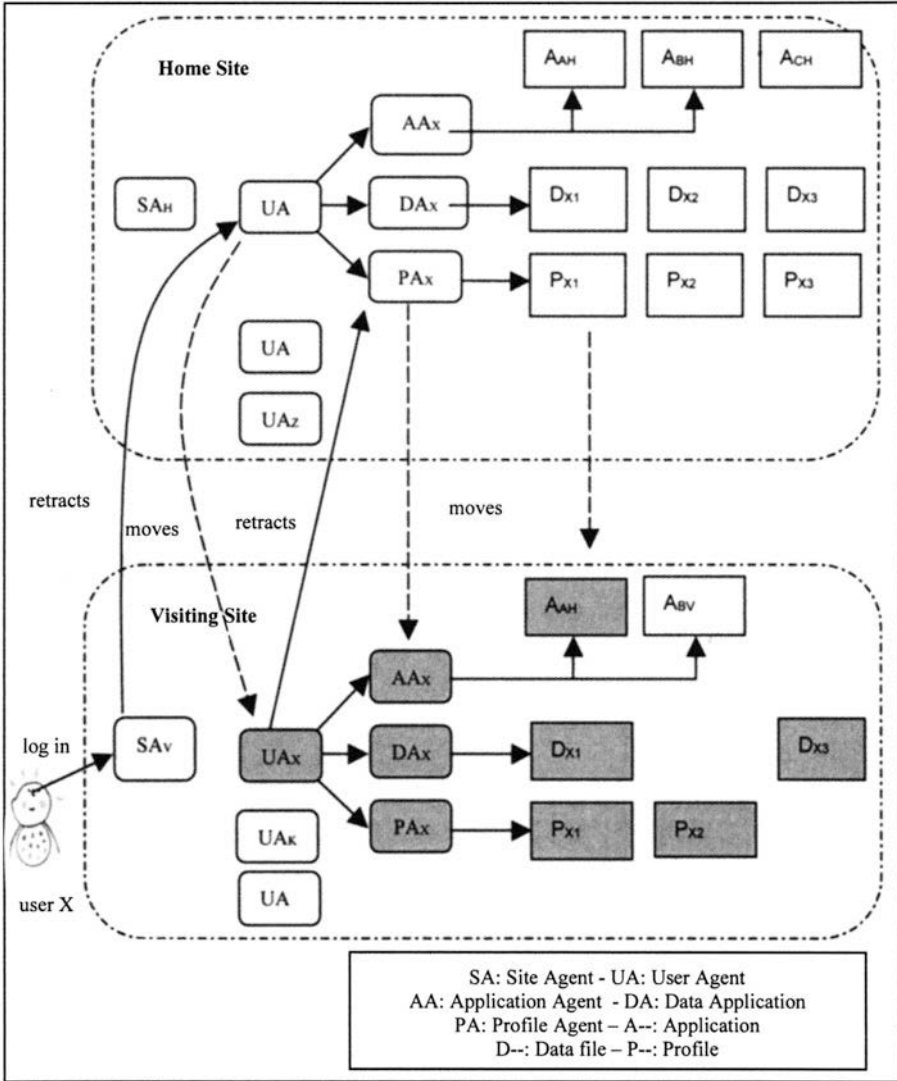 Home Site
AAH ABH ACH
AAx
SAH UA DAx DX1 DX2 DX3
PAx PX1 PX2 PX3
UA
UAZ
retracts moves retracts moves
Visiting Site
AAH ABV
AAx
log in SAV UAx DAx DX1 DX3
PAx PX1 PX2
UAK
UA
user X
SA: Site Agent - UA: User Agent
AA: Application Agent - DA: Data Application
PA: Profile Agent – A--: Application
D--: Data file – P--: Profile